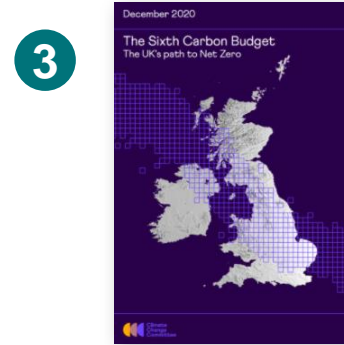 3
December 2020
The Sixth Carbon Budget
The UK's path to Net Zero
Climate
Change
Committee